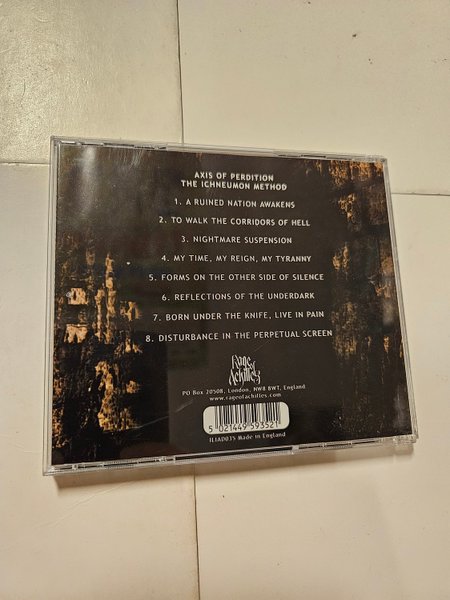 AXIS OF PERDITION
THE ICHNEUMON METHOD
1. A RUINED NATION AWAKENS
2. TO WALK THE CORRIDORS OF HELL
3. NIGHTMARE SUSPENSION
4. MY TIME, MY REIGN, MY TYRANNY
5. FORMS ON THE OTHER SIDE OF SILENCE
6. REFLECTIONS OF THE UNDERDARK
7. BORN UNDER THE KNIFE, LIVE IN PAIN
8. DISTURBANCE IN THE PERPETUAL SCREEN
Rage
of
Achilles
PO Box 20508, London, NW8 8WT, England
www.rageofachilles.com
5 021449 593521
ILIAD035 Made in England